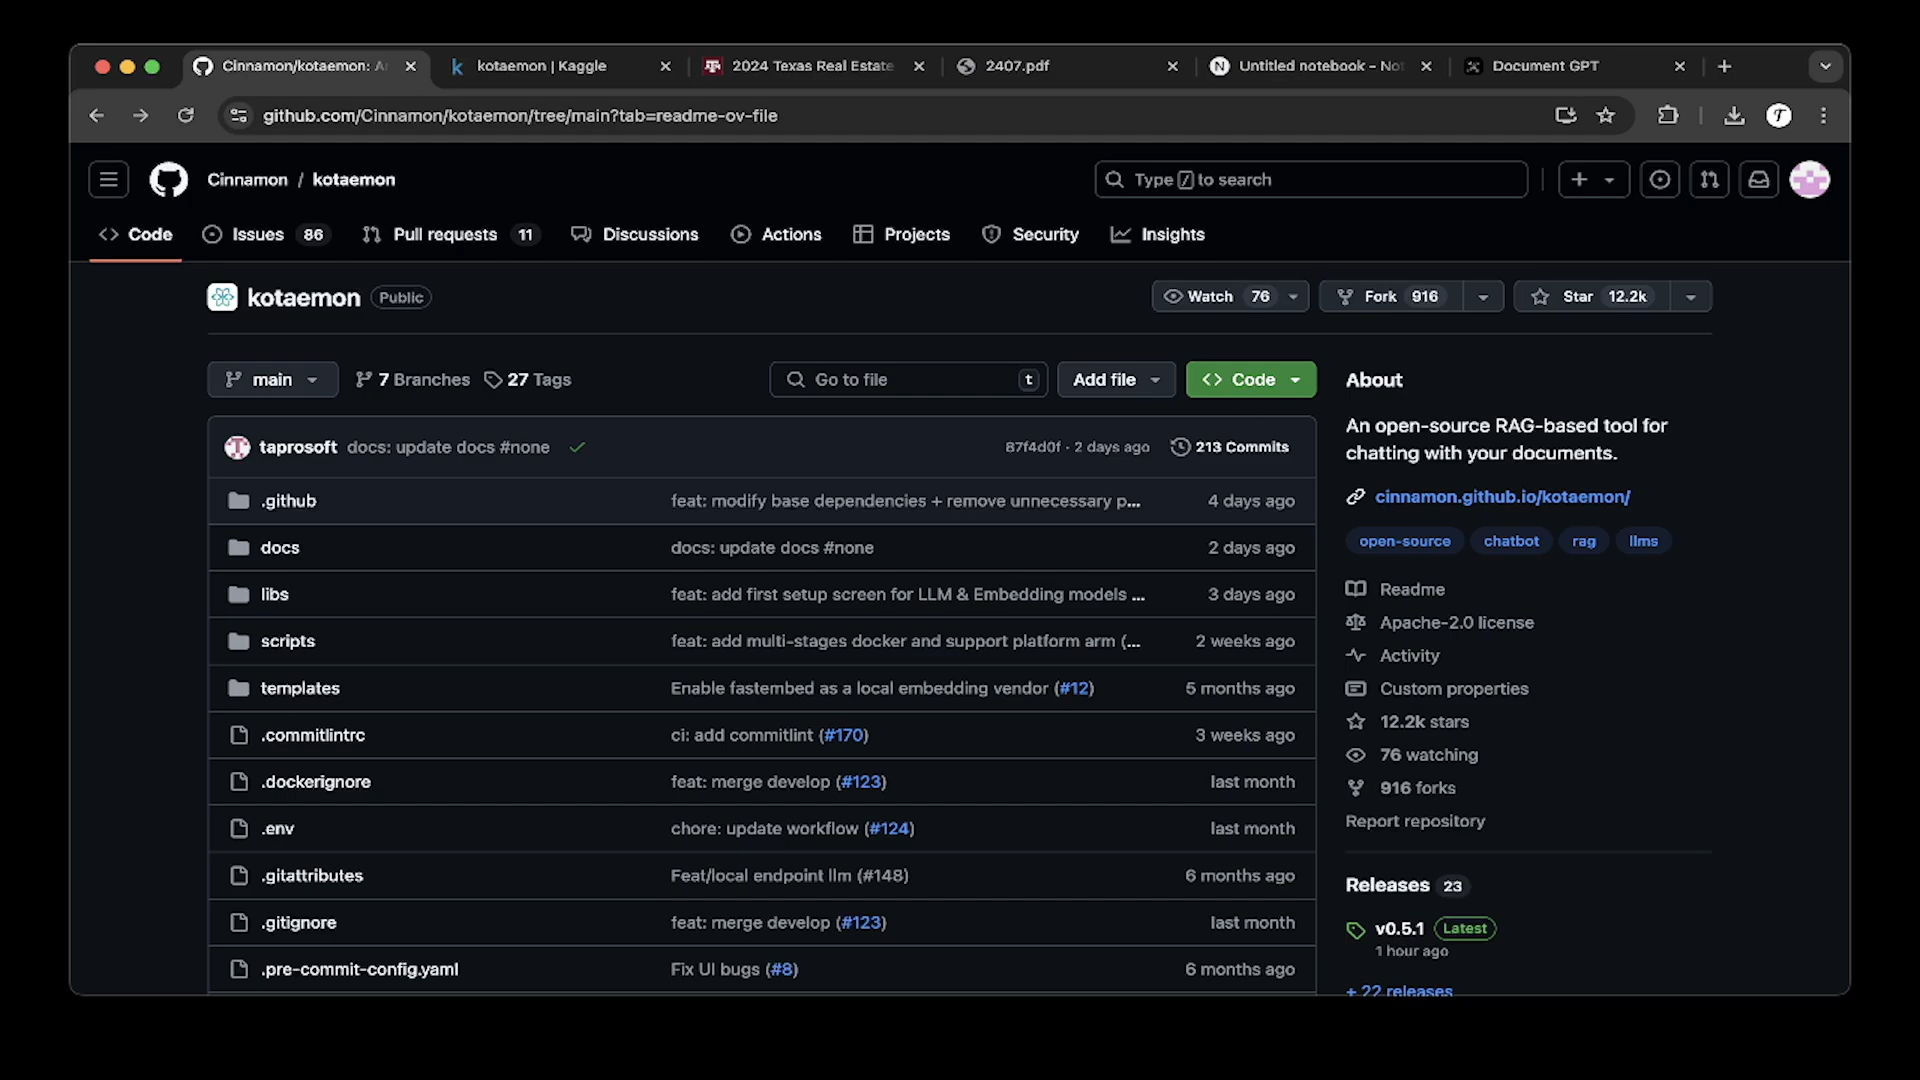 Cinnamon/kotaemon: A
kotaemon | Kaggle
2024 Texas Real Estate
2407.pdf
Untitled notebook - Not
Document GPT
github.com/Cinnamon/kotaemon/tree/main?tab=readme-ov-file
Cinnamon / kotaemon
Type / to search
Code
Issues 86
Pull requests 11
Discussions
Actions
Projects
Security
Insights
kotaemon Public
Watch 76
Fork 916
Star 12.2k
main
7 Branches
27 Tags
Go to file t
Add file
Code
taprosoft docs: update docs #none
87f4d0f · 2 days ago
213 Commits
.github feat: modify base dependencies + remove unnecessary p... 4 days ago
docs docs: update docs #none 2 days ago
libs feat: add first setup screen for LLM & Embedding models ... 3 days ago
scripts feat: add multi-stages docker and support platform arm (... 2 weeks ago
templates Enable fastembed as a local embedding vendor (#12) 5 months ago
.commitlintrc ci: add commitlint (#170) 3 weeks ago
.dockerignore feat: merge develop (#123) last month
.env chore: update workflow (#124) last month
.gitattributes Feat/local endpoint llm (#148) 6 months ago
.gitignore feat: merge develop (#123) last month
.pre-commit-config.yaml Fix UI bugs (#8) 6 months ago
About
An open-source RAG-based tool for
chatting with your documents.
cinnamon.github.io/kotaemon/
open-source chatbot rag llms
Readme
Apache-2.0 license
Activity
Custom properties
12.2k stars
76 watching
916 forks
Report repository
Releases 23
v0.5.1 Latest
1 hour ago
+ 22 releases